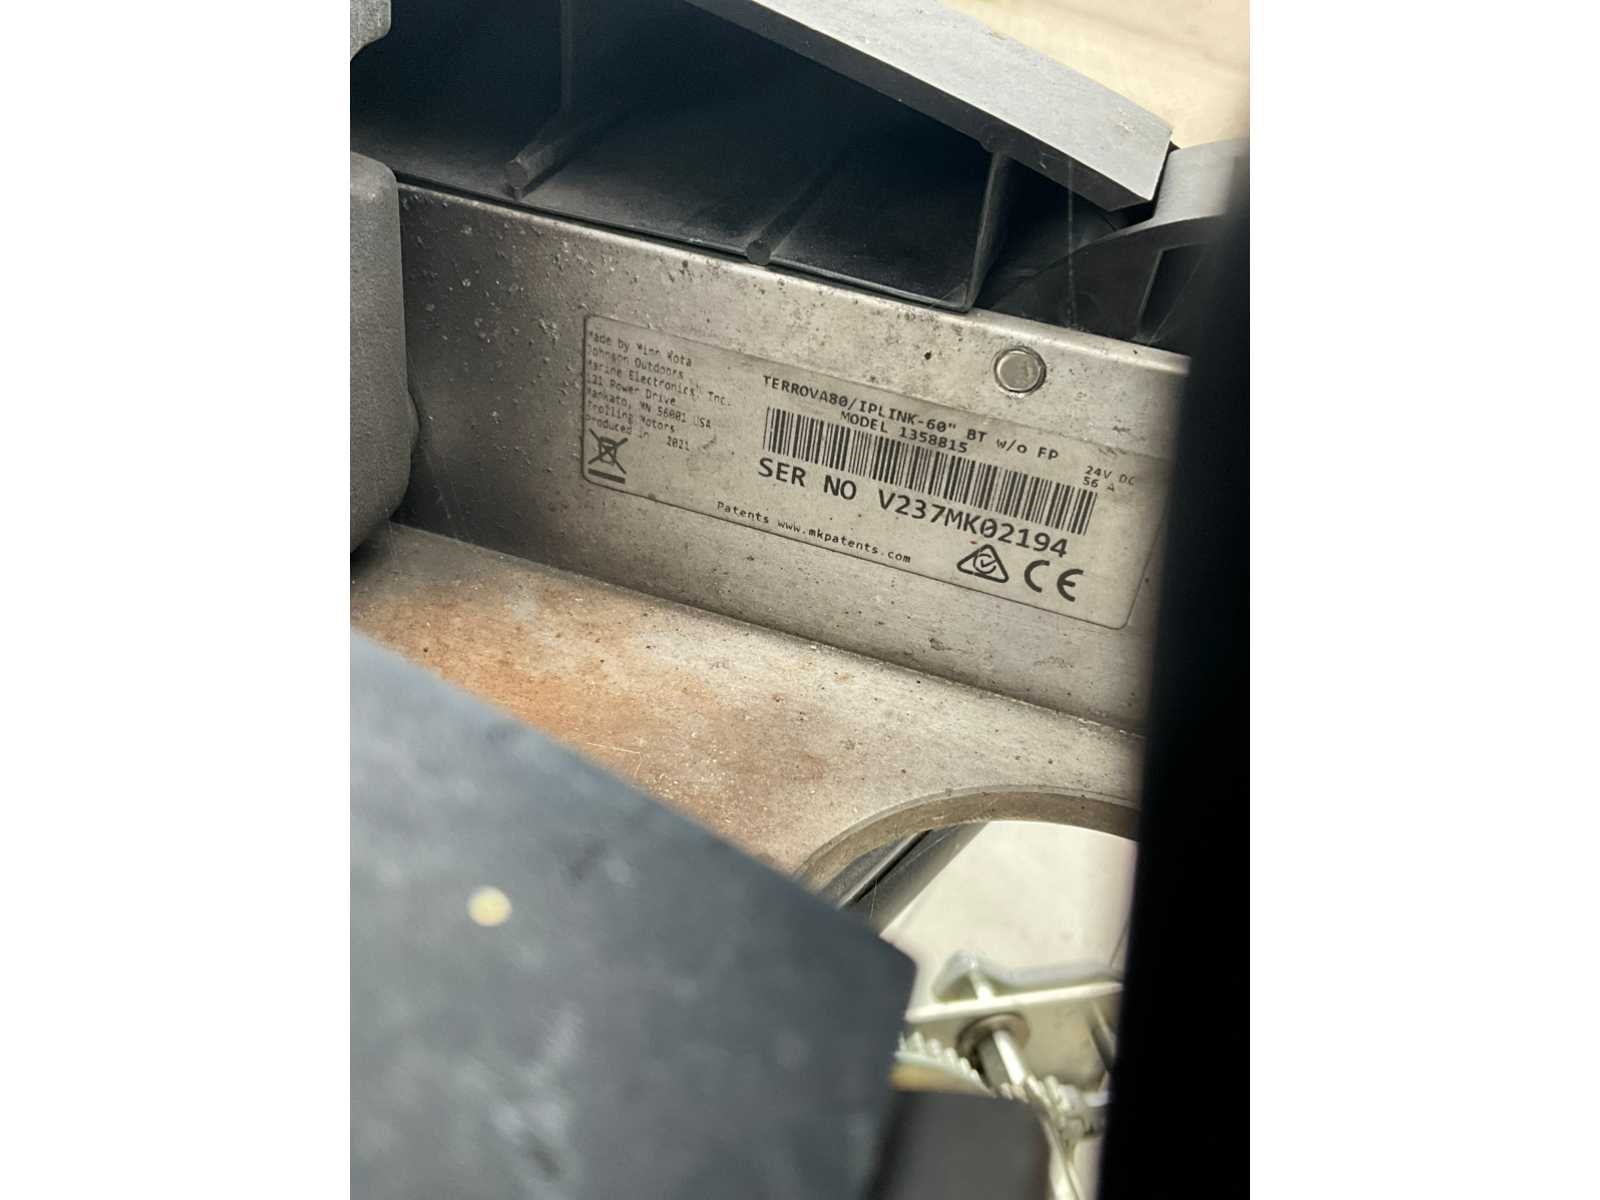 Made by Minn Kota
Johnson Outdoors
Marine Electronics, Inc.
121 Power Drive
Mankato, MN 56001 USA
Trolling Motors
Produced in 2021
TERROVA80/IPLINK-60" BT w/o FP
MODEL 1358815
24V DC
56 A
SER NO V237MK02194
Patents www.mkpatents.com
CE